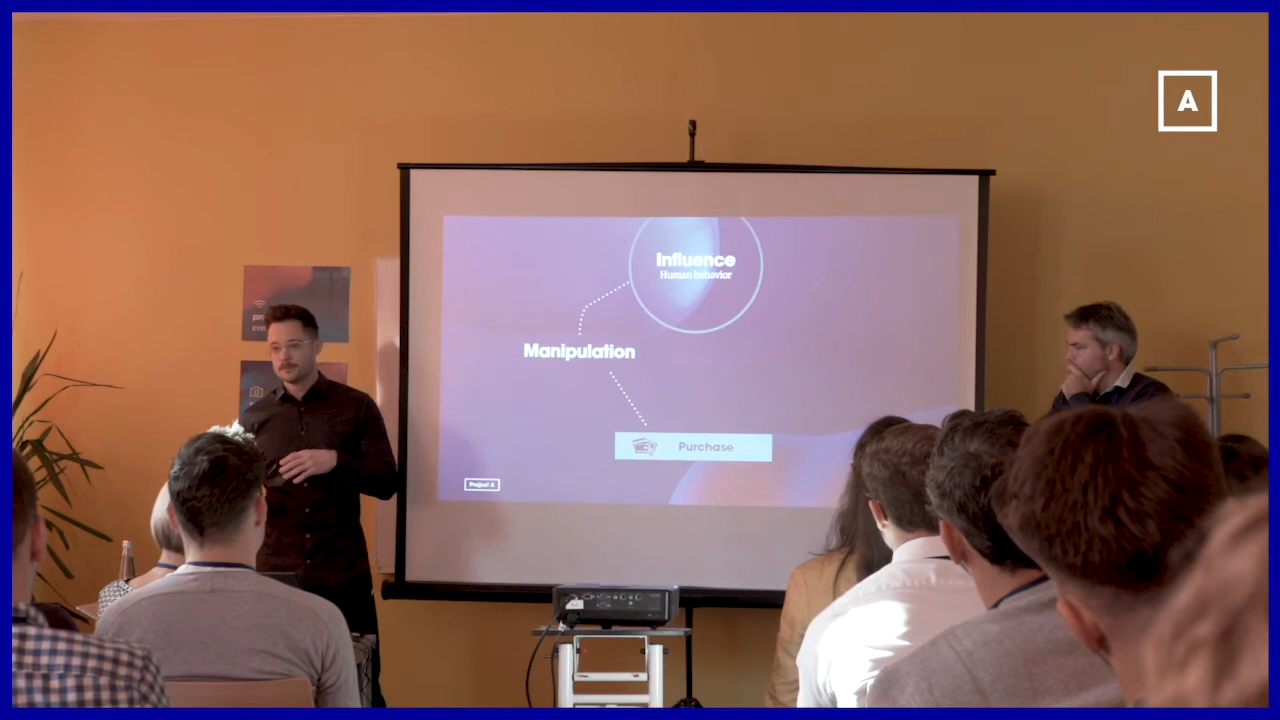 A
Influence
Human behavior
Manipulation
Purchase
Project A